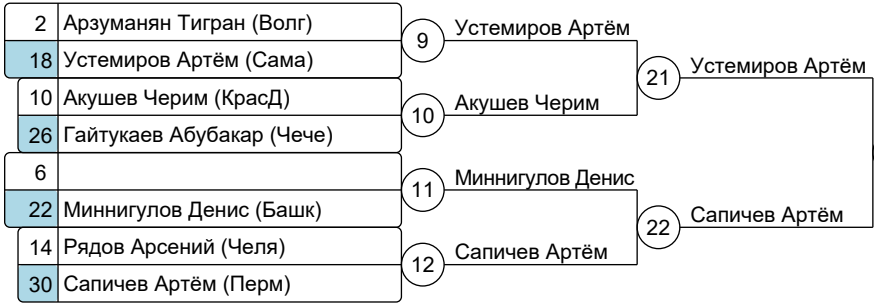 2 Арзуманян Тигран (Волг)
18 Устемиров Артём (Сама)
9 Устемиров Артём
10 Акушев Черим (КрасД)
26 Гайтукаев Абубакар (Чече)
10 Акушев Черим
21 Устемиров Артём
6
22 Миннигулов Денис (Башк)
11 Миннигулов Денис
14 Рядов Арсений (Челя)
30 Сапичев Артём (Перм)
12 Сапичев Артём
22 Сапичев Артём